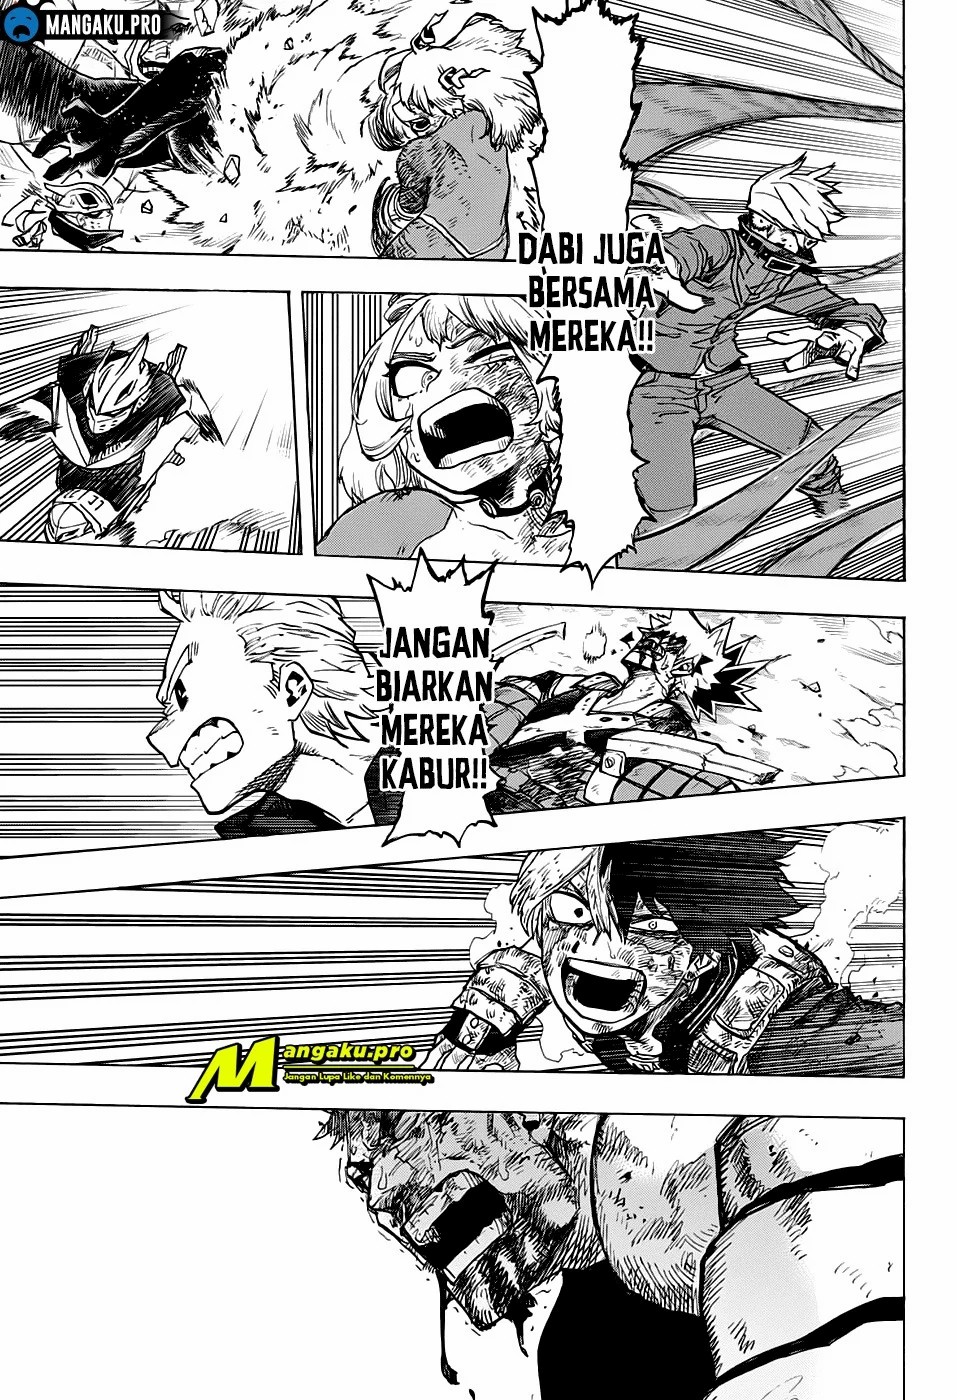 MANGAKU.PRO
DABI JUGA
BERSAMA
MEREKA!!
JANGAN
BIARKAN
MEREKA
KABUR!!
Mangaku.pro
Jangan Lupa Like dan Komennya